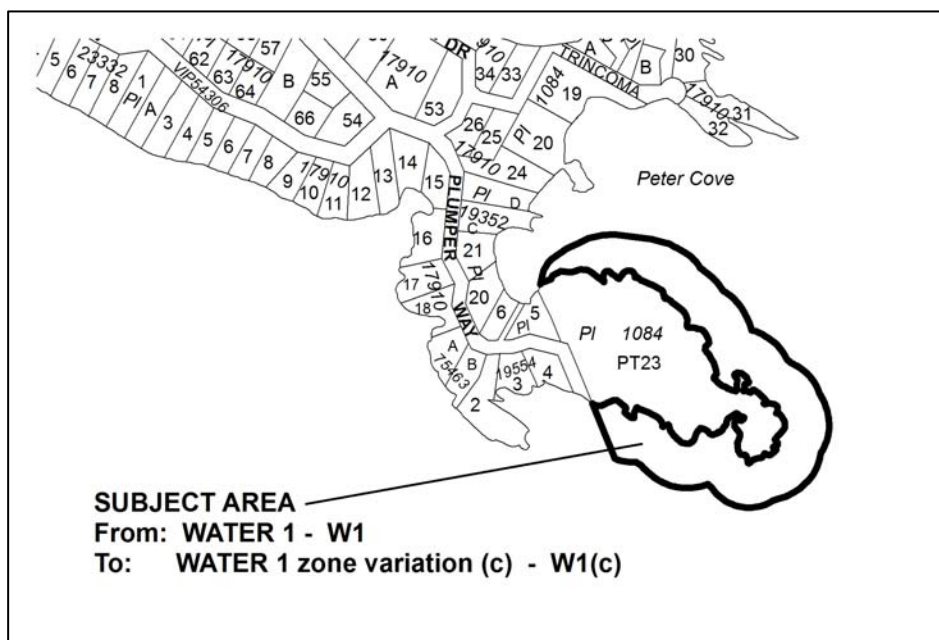 57
DR
17910
A
B
30
5
6
23332
7
8
62
63
17910
64
B
55
17910
A
34
33
TRINCOMA
B
17910
31
32
1
Pl
A
VIP54306
66
54
53
1084
19
3
4
5
6
7
8
26
25
Pl
20
17910
24
Peter Cove
9
17910
10
11
12
13
14
15
PLUMPER
Pl
D
19352
C
16
21
Pl
17
17910
18
20
6
5
Pl
WAY
Pl 1084
PT23
A
75463
B
19554
3
4
2
SUBJECT AREA
From: WATER 1 - W1
To: WATER 1 zone variation (c) - W1(c)